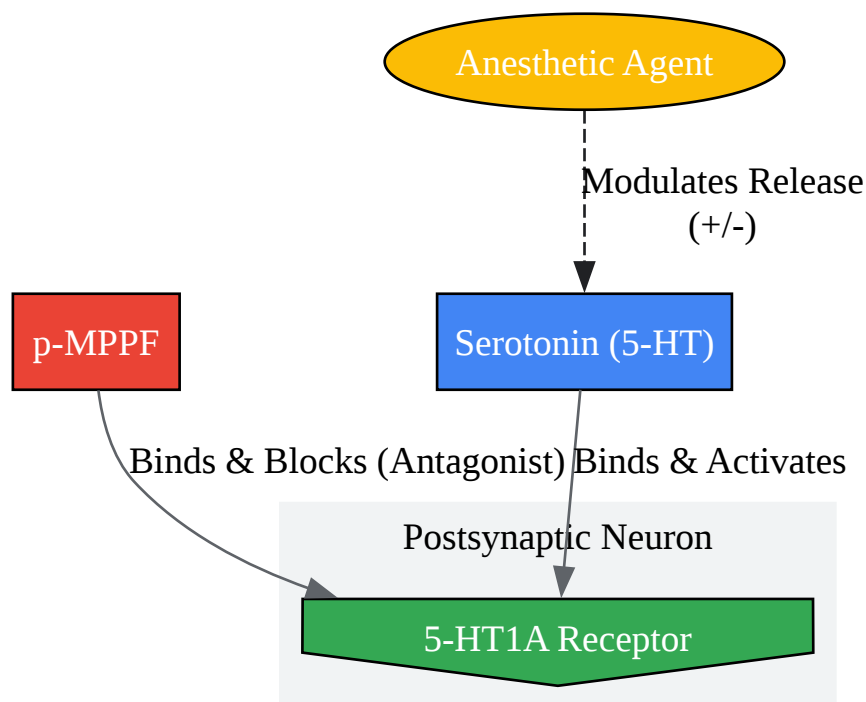 Anesthetic Agent
Modulates Release
(+/-)
p-MPPF
Serotonin (5-HT)
Binds & Blocks (Antagonist)
Binds & Activates
Postsynaptic Neuron
5-HT1A Receptor